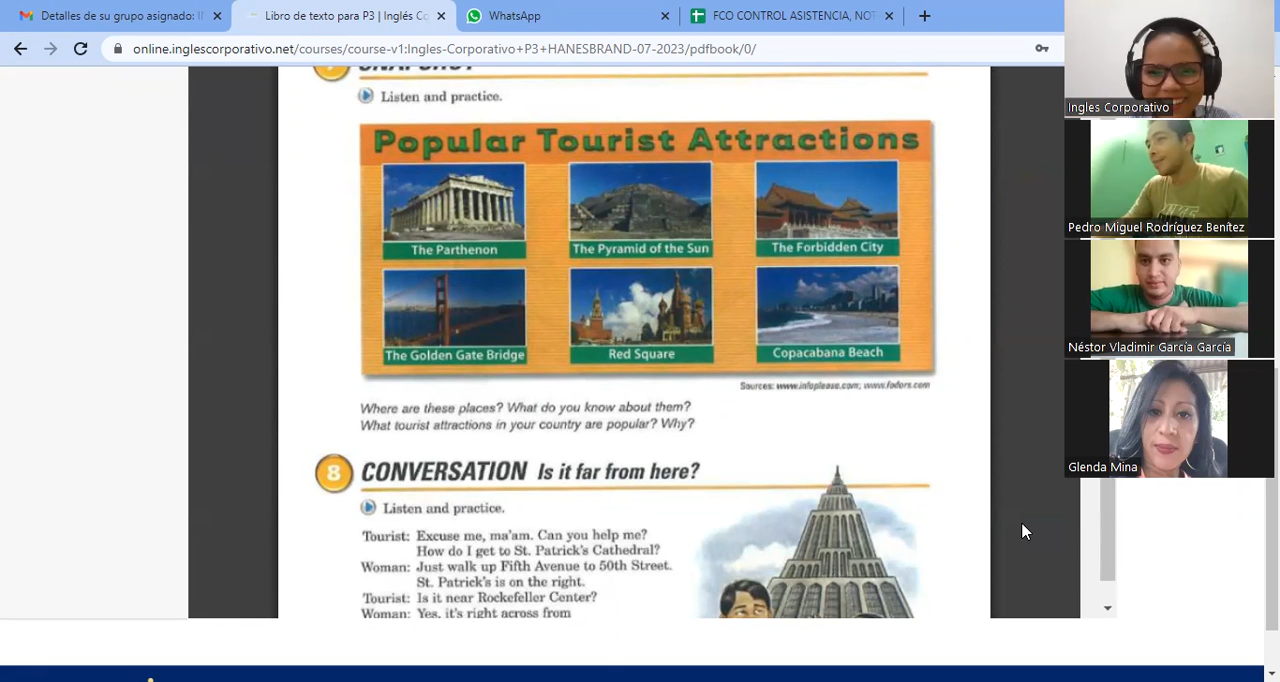 Detalles de su grupo asignado: I
Libro de texto para P3 | Inglés Co
WhatsApp
FCO CONTROL ASISTENCIA, NOT
online.inglescorporativo.net/courses/course-v1:Ingles-Corporativo+P3+HANESBRAND-07-2023/pdfbook/0/
SNAPSHOT
Listen and practice.
Popular Tourist Attractions
The Parthenon
The Pyramid of the Sun
The Forbidden City
The Golden Gate Bridge
Red Square
Copacabana Beach
Sources: www.infoplease.com; www.fodors.com
Where are these places? What do you know about them?
What tourist attractions in your country are popular? Why?
8 CONVERSATION Is it far from here?
Listen and practice.
Tourist: Excuse me, ma'am. Can you help me?
How do I get to St. Patrick's Cathedral?
Woman: Just walk up Fifth Avenue to 50th Street.
St. Patrick's is on the right.
Tourist: Is it near Rockefeller Center?
Woman: Yes, it's right across from
Ingles Corporativo
Pedro Miguel Rodríguez Benítez
Néstor Vladimir García García
Glenda Mina